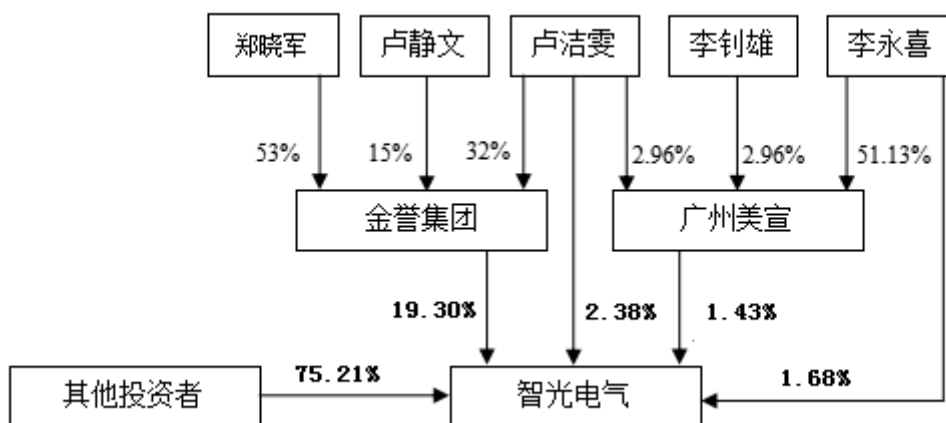 郑晓军
卢静文
卢洁雯
李钊雄
李永喜
53%
15%
32%
2.96%
2.96%
51.13%
金誉集团
广州美宣
19.30%
2.38%
1.43%
其他投资者
75.21%
智光电气
1.68%